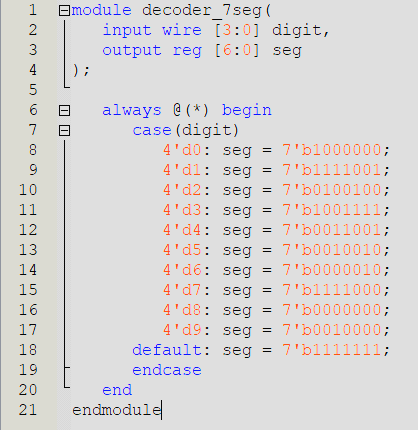 1 module decoder_7seg(
2 input wire [3:0] digit,
3 output reg [6:0] seg
4 );
5
6 always @(*) begin
7 case(digit)
8 4'd0: seg = 7'b1000000;
9 4'd1: seg = 7'b1111001;
10 4'd2: seg = 7'b0100100;
11 4'd3: seg = 7'b1001111;
12 4'd4: seg = 7'b0011001;
13 4'd5: seg = 7'b0010010;
14 4'd6: seg = 7'b0000010;
15 4'd7: seg = 7'b1111000;
16 4'd8: seg = 7'b0000000;
17 4'd9: seg = 7'b0010000;
18 default: seg = 7'b1111111;
19 endcase
20 end
21 endmodule